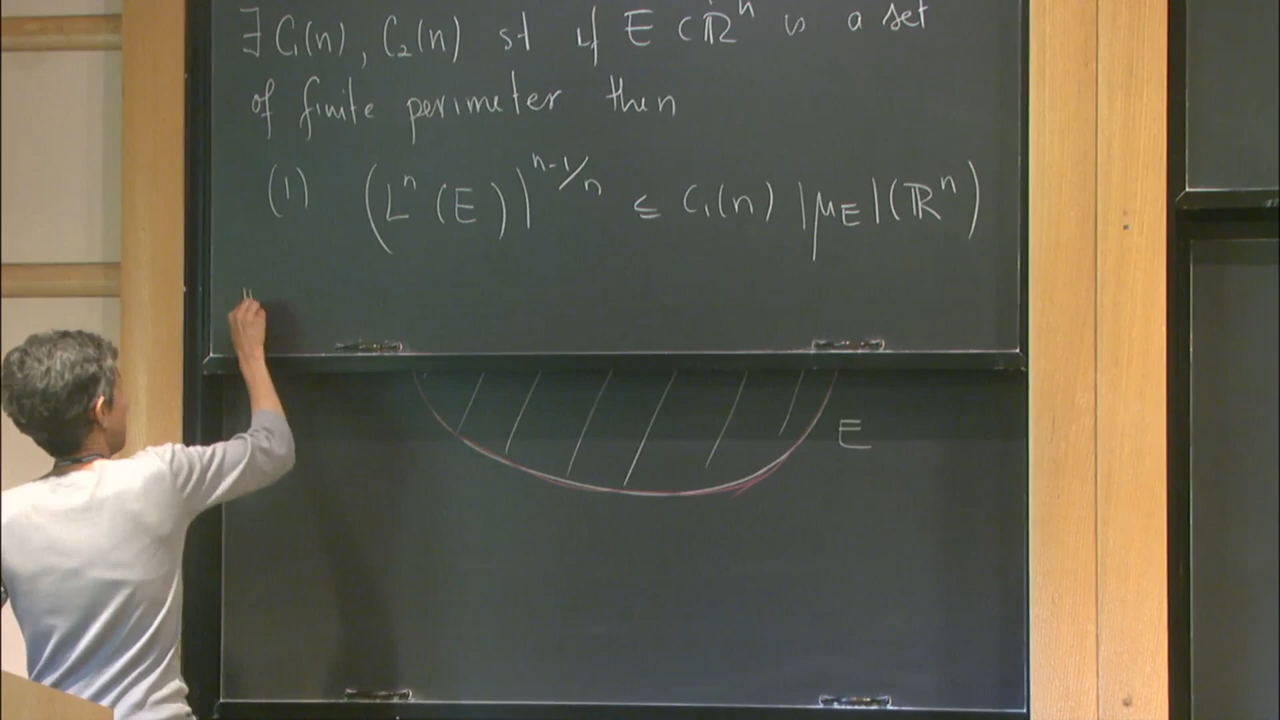 ∃ C₁(n), C₂(n) st if E ⊂ ℝⁿ is a set
of finite perimeter then
(1) (Lⁿ(E))^{n-1/n} ≤ C₁(n) |μ_E|(ℝⁿ)
E